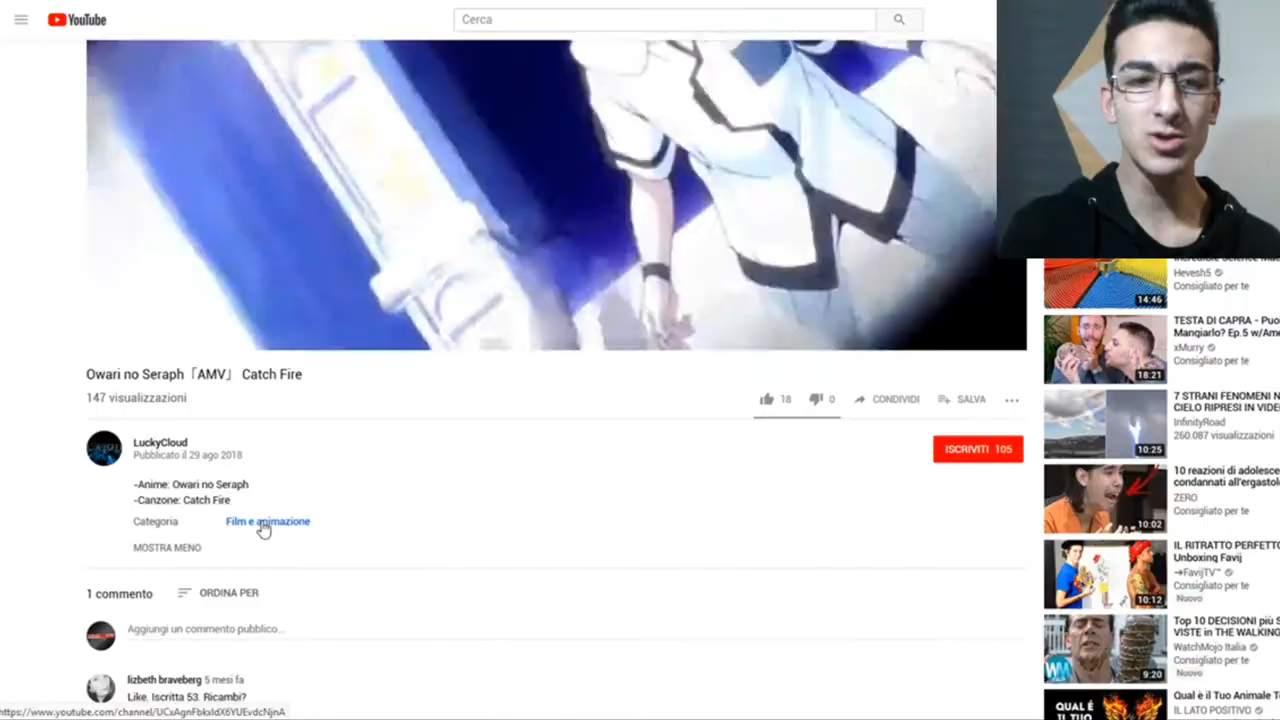 YouTube
Cerca
Owari no Seraph「AMV」 Catch Fire
147 visualizzazioni
18
0
CONDIVIDI
SALVA
LuckyCloud
Pubblicato il 29 ago 2018
ISCRIVITI 105
-Anime: Owari no Seraph
-Canzone: Catch Fire
Categoria
Film e animazione
MOSTRA MENO
1 commento
ORDINA PER
Aggiungi un commento pubblico...
lizbeth braveberg 5 mesi fa
Like. Iscritta 53. Ricambi?
https://www.youtube.com/channel/UCxAgnFbkxIdX6YUEvdcNjnA
Hevesh5
Consigliato per te
14:46
TESTA DI CAPRA - Puo
Mangiarlo? Ep.5 w/Am
xMurry
Consigliato per te
18:21
7 STRANI FENOMENI N
CIELO RIPRESI IN VIDE
InfinityRoad
260.087 visualizzazioni
10:25
10 reazioni di adolesce
condannati all'ergastol
ZERO
Consigliato per te
10:02
IL RITRATTO PERFETTO
Unboxing Favij
→FavijTV™
Consigliato per te
Nuovo
10:12
Top 10 DECISIONI più S
VISTE in THE WALKING
WatchMojo Italia
Consigliato per te
Nuovo
WM
9:20
Qual è il Tuo Animale T
IL LATO POSITIVO
QUAL È
IL TUO